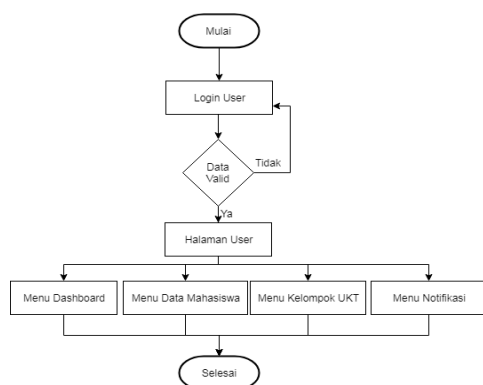 Mulai
Login User
Data
Valid
Tidak
Ya
Halaman User
Menu Dashboard
Menu Data Mahasiswa
Menu Kelompok UKT
Menu Notifikasi
Selesai